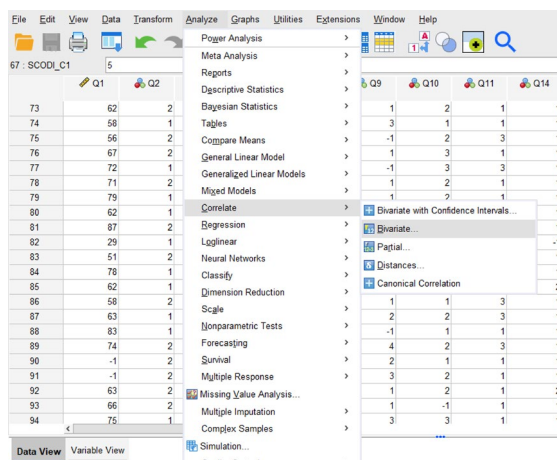 File Edit View Data Transform Analyze Graphs Utilities Extensions Window Help
67 : SCODI_C1 5
Q1 Q2 Q9 Q10 Q11 Q14
Power Analysis
Meta Analysis
Reports
Descriptive Statistics
Bayesian Statistics
Tables
Compare Means
General Linear Model
Generalized Linear Models
Mixed Models
Correlate
Regression
Loglinear
Neural Networks
Classify
Dimension Reduction
Scale
Nonparametric Tests
Forecasting
Survival
Multiple Response
Missing Value Analysis...
Multiple Imputation
Complex Samples
Simulation...
Bivariate with Confidence Intervals...
Bivariate...
Partial...
Distances...
Canonical Correlation
73 62 2 1 2 1
74 58 1 3 1 1
75 56 2 -1 2 3
76 67 2 1 3 1
77 72 1 -1 3 3
78 71 2 1 2 1
79 79 1 1 2 1
80 62 1
81 87 2
82 29 1
83 51 2
84 78 1
85 62 1
86 58 2 1 1 3
87 63 1 2 2 3
88 83 1 -1 1 1
89 74 2 4 2 3
90 -1 2 2 1 1
91 -1 2 3 2 1
92 63 2 1 2 1
93 66 2 1 -1 1
94 75 1 3 3 1
Data View Variable View